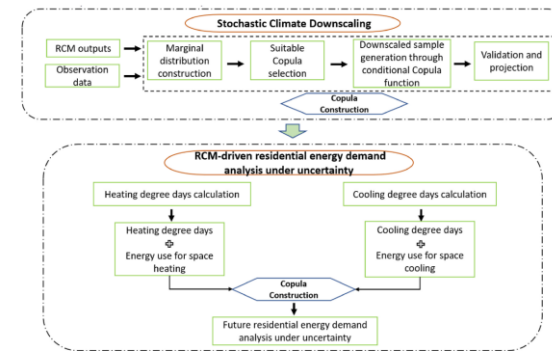 Stochastic Climate Downscaling
RCM outputs
Observation
data
Marginal
distribution
construction
Suitable
Copula
selection
Downscaled sample
generation through
conditional Copula
function
Validation and
projection
Copula
Construction
RCM-driven residential energy demand
analysis under uncertainty
Heating degree days calculation
Cooling degree days calculation
Heating degree days
Energy use for space
heating
Cooling degree days
Energy use for space
cooling
Copula
Construction
Future residential energy demand
analysis under uncertainty